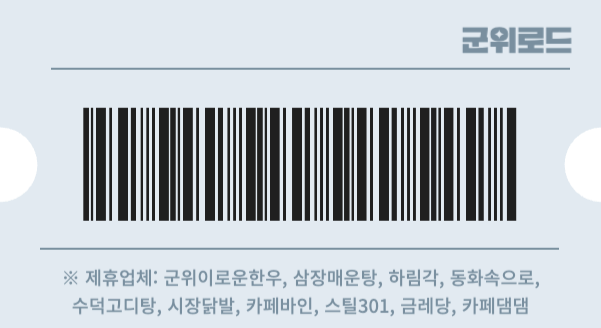 군위로드
※ 제휴업체: 군위이로운한우, 삼장매운탕, 하림각, 동화속으로,
수덕고디탕, 시장닭발, 카페바인, 스틸301, 금레당, 카페댐댐